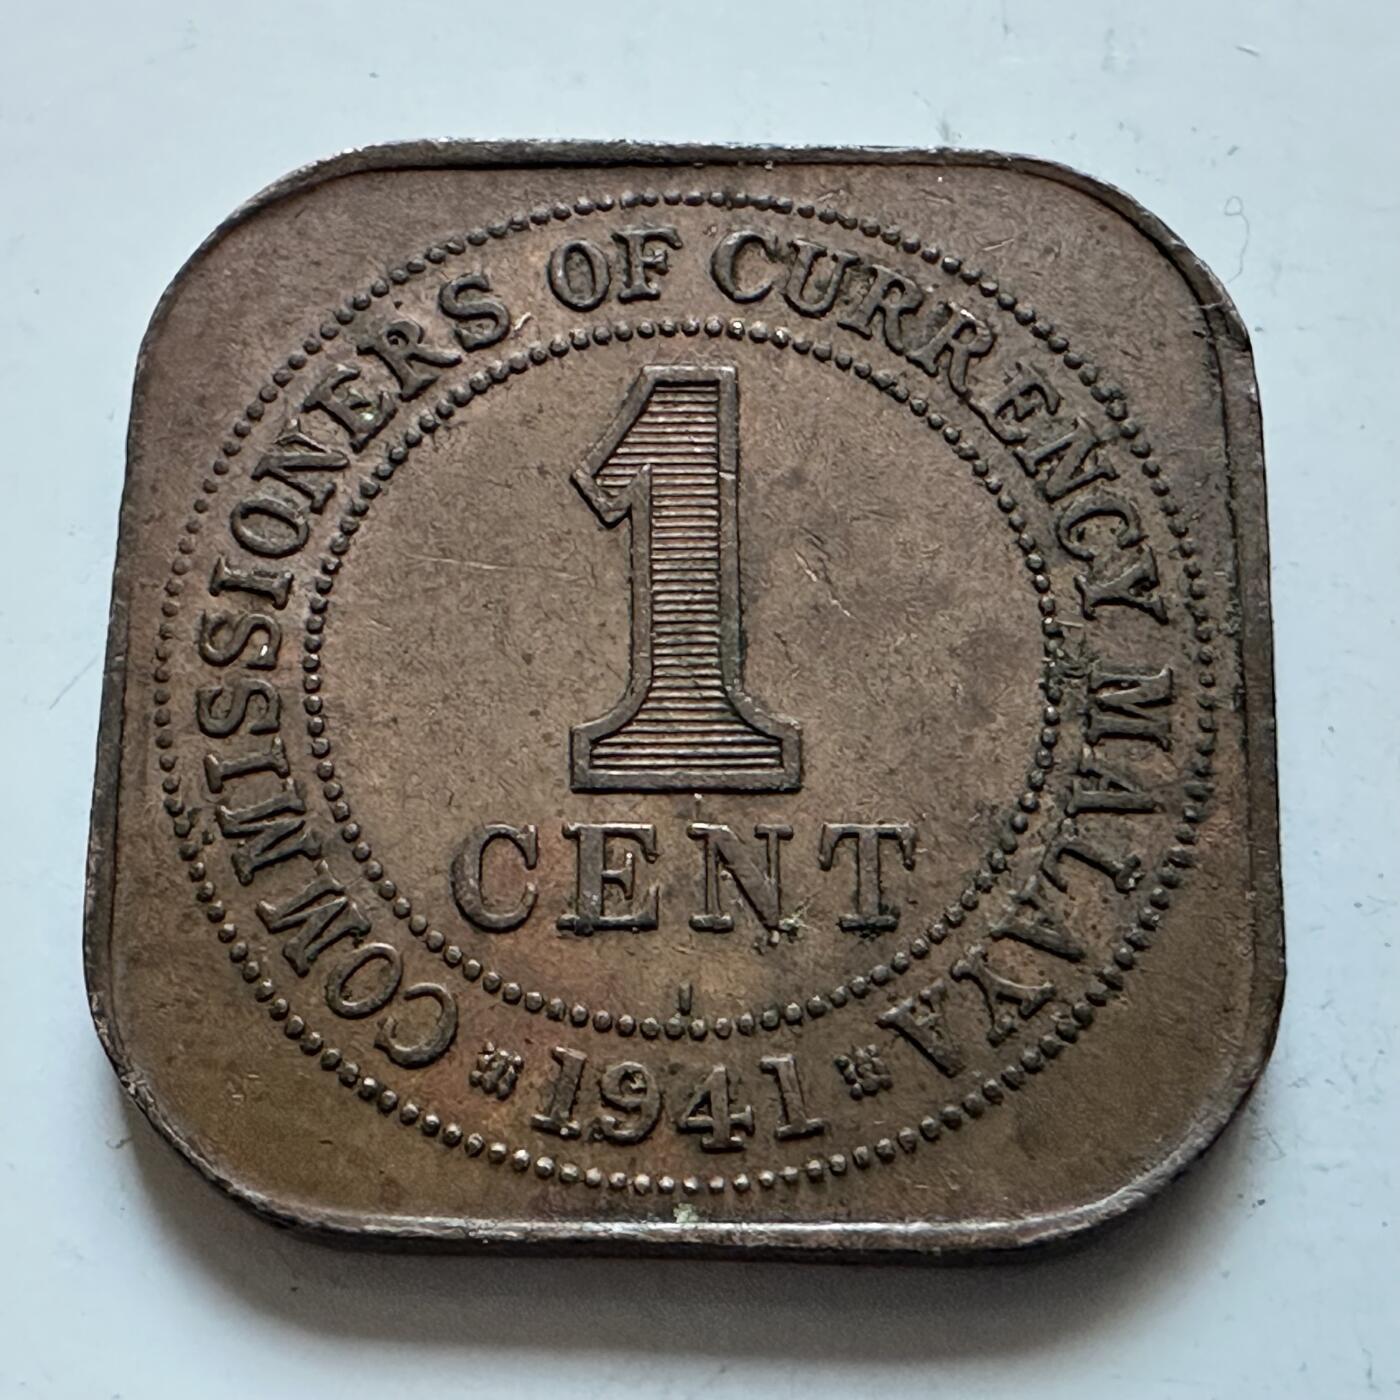 COMMISSIONERS OF CURRENCY MALAYA
1
CENT
I
1941